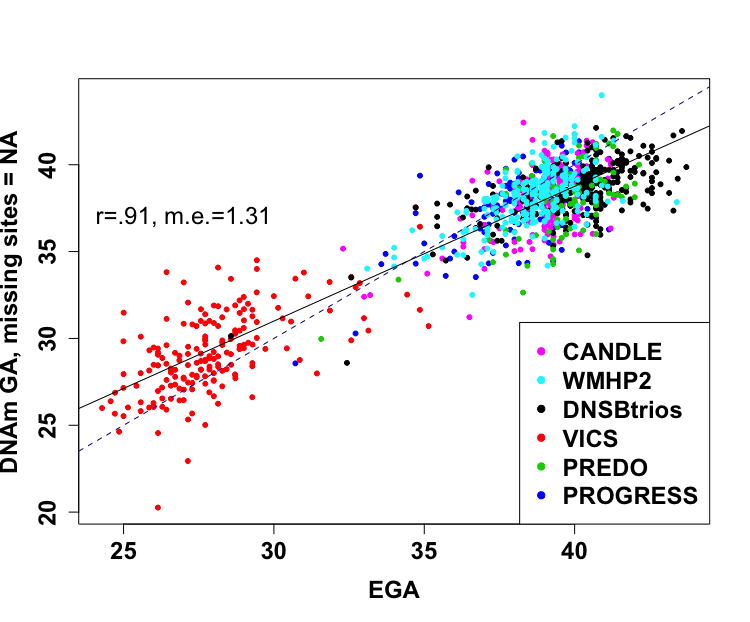 DNAm GA, missing sites = NA
40
35
30
25
20
r=.91, m.e.=1.31
CANDLE
WMHP2
DNSBtrios
VICS
PREDO
PROGRESS
25 30 35 40
EGA